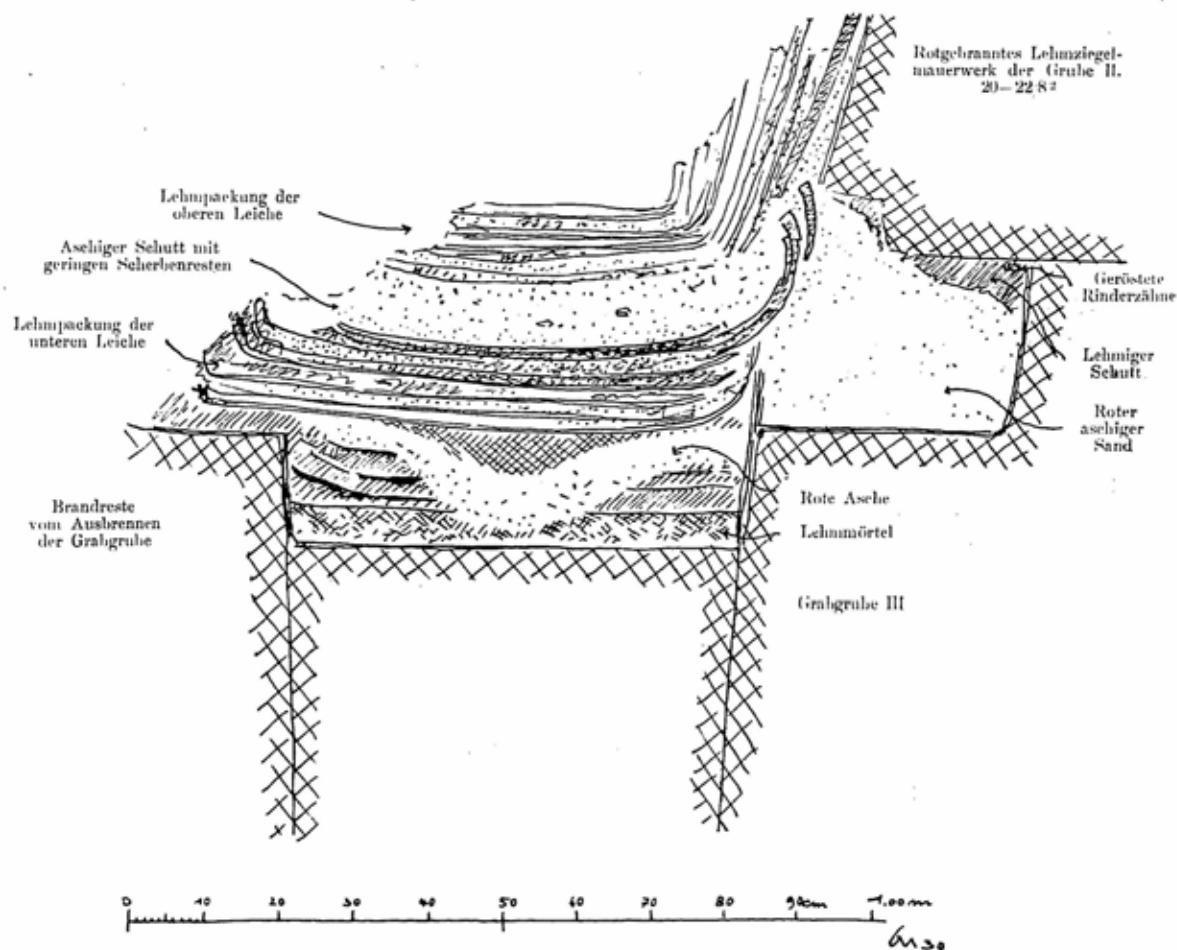 Rotgebranntes Lehmziegel-
mauerwerk der Grube II.
20–22·8²
Lehmpackung der
oberen Leiche
Aschiger Schutt mit
geringen Scherbenresten
Lehmpackung der
unteren Leiche
Geröstete
Rinderzähne
Lehmiger
Schutt
Roter
aschiger
Sand
Brandreste
vom Ausbrennen
der Grabgrube
Rote Asche
Lehmmörtel
Grabgrube III
0 10 20 30 40 50 60 70 80 90cm 1.00m